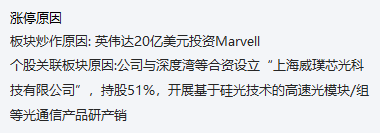 涨停原因
板块炒作原因: 英伟达20亿美元投资Marvell
个股关联板块原因:公司与深度湾等合资设立“上海威璞芯光科
技有限公司”，持股51%，开展基于硅光技术的高速光模块/组
等光通信产品研产销